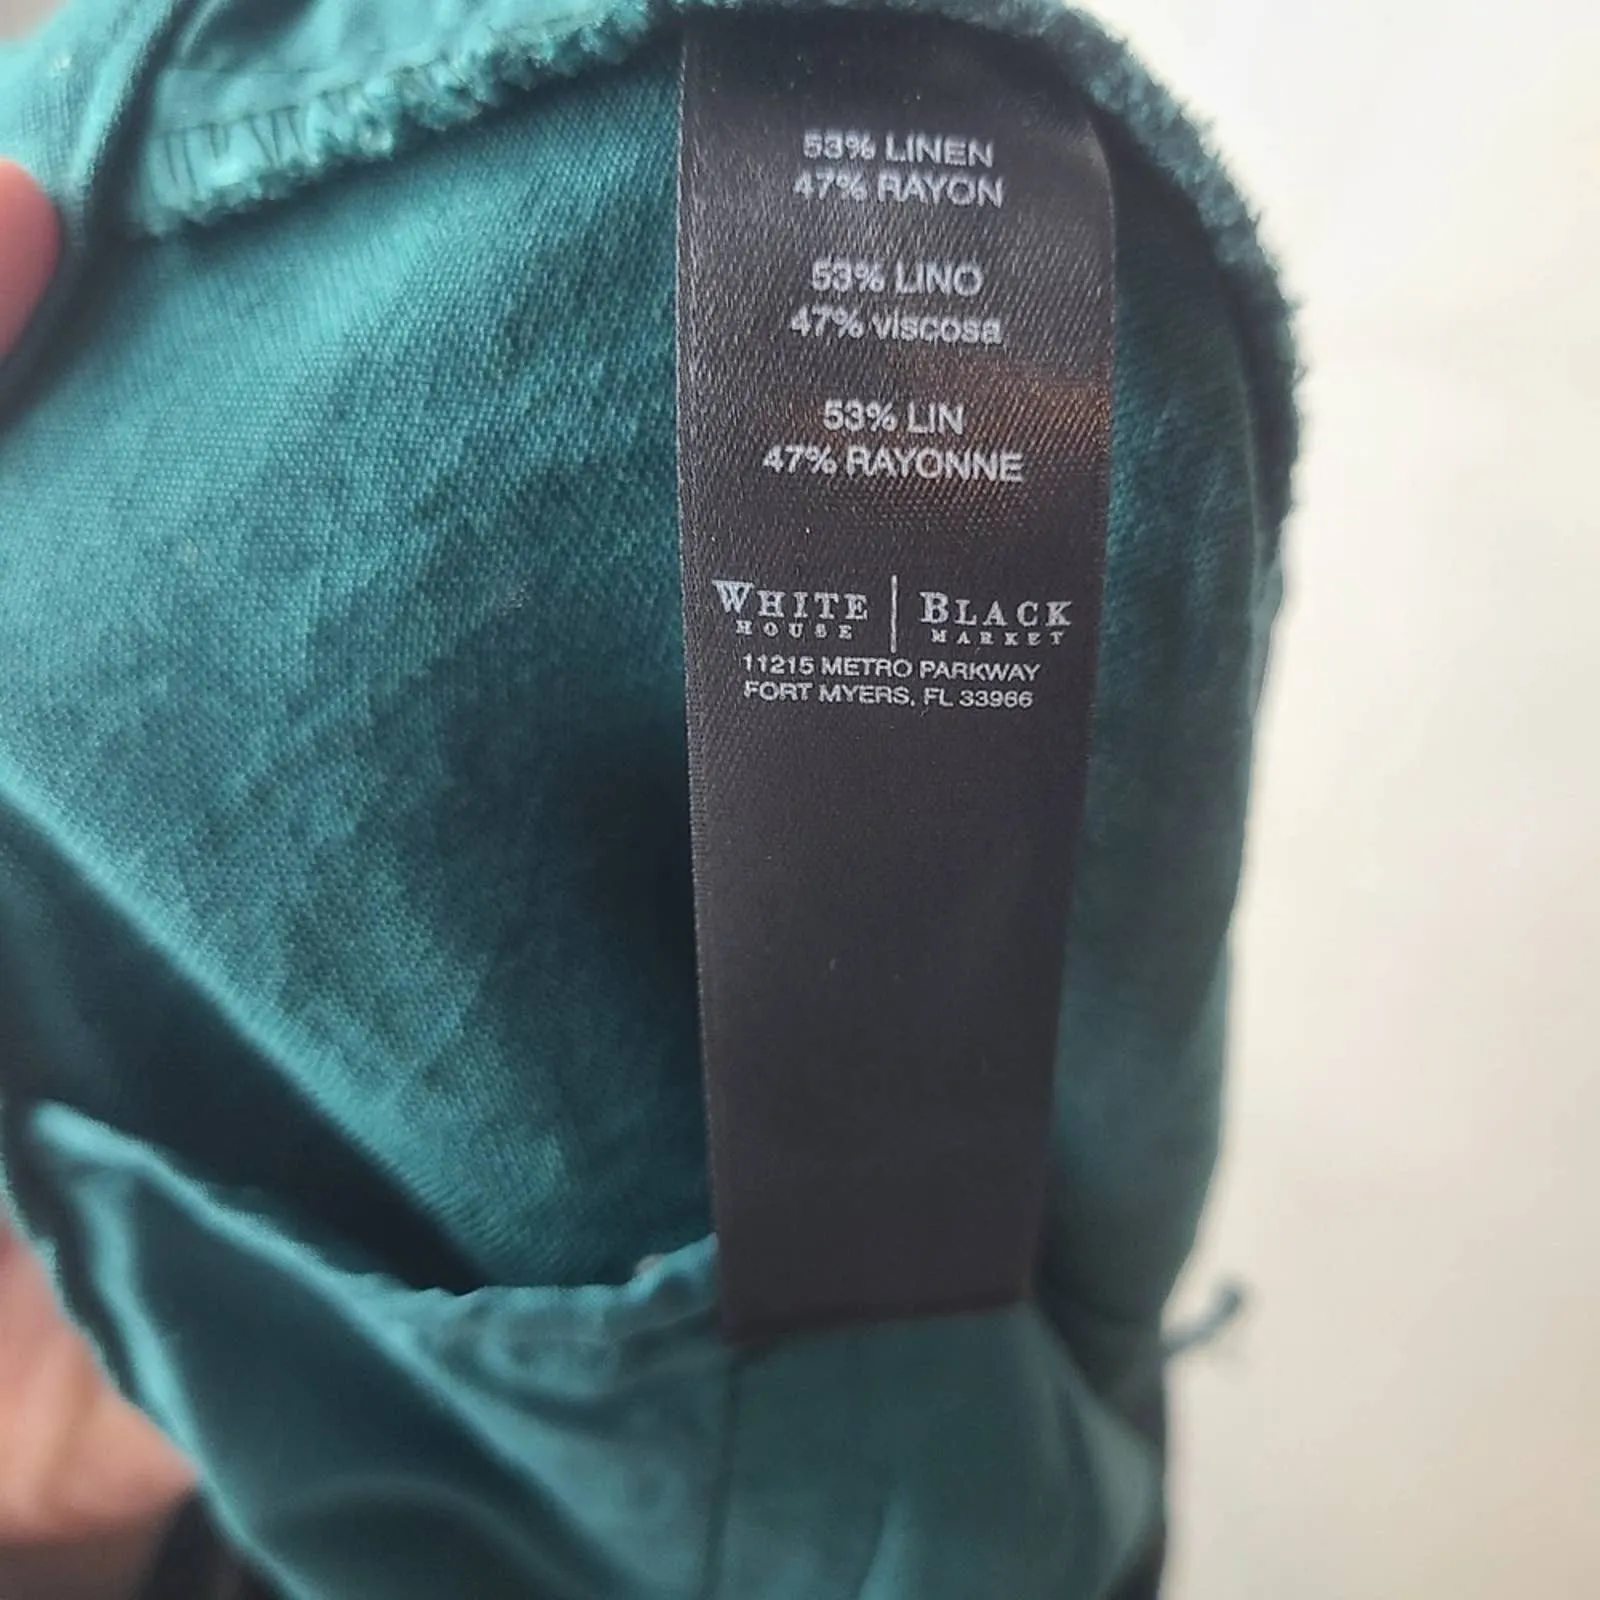 53% LINEN
47% RAYON
53% LINO
47% viscosa
53% LIN
47% RAYONNE
WHITE | BLACK
HOUSE MARKET
11215 METRO PARKWAY
FORT MYERS, FL 33966